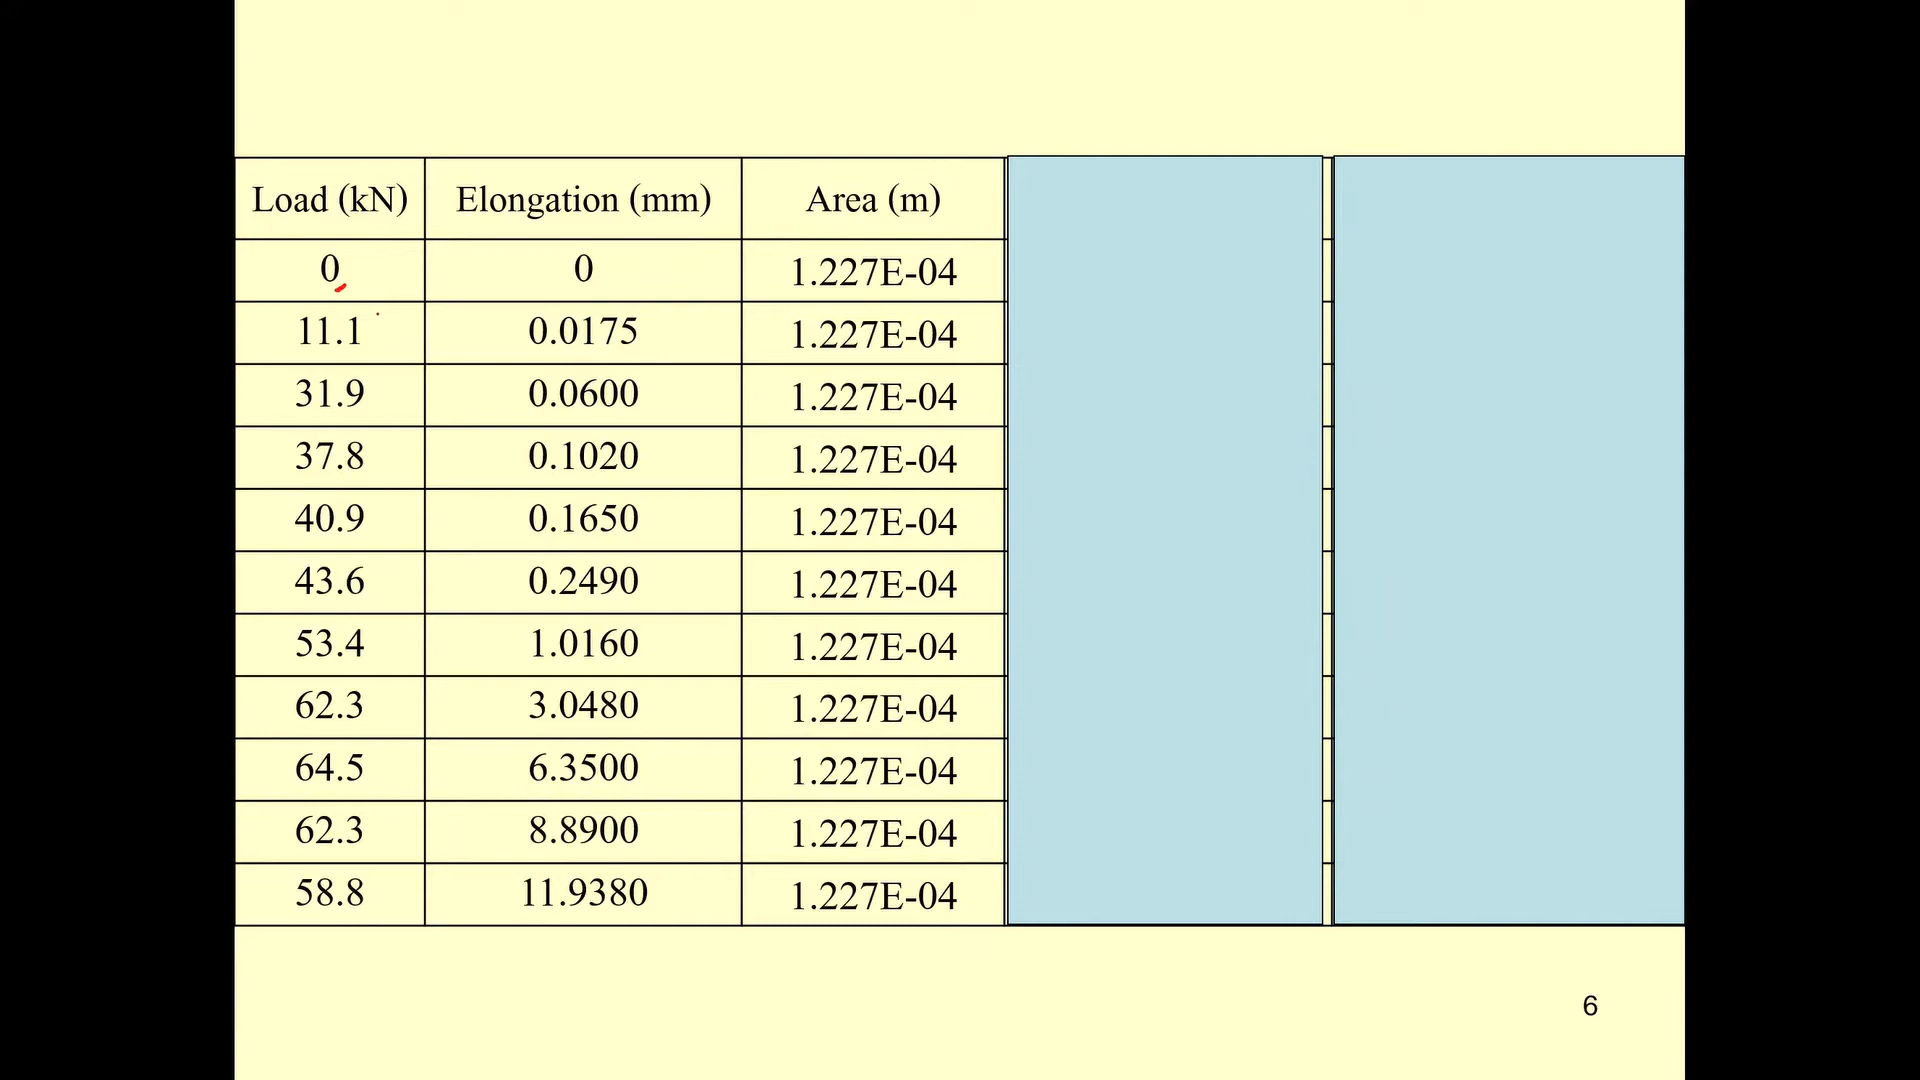 Load (kN) Elongation (mm) Area (m)
0 0 1.227E-04
11.1 0.0175 1.227E-04
31.9 0.0600 1.227E-04
37.8 0.1020 1.227E-04
40.9 0.1650 1.227E-04
43.6 0.2490 1.227E-04
53.4 1.0160 1.227E-04
62.3 3.0480 1.227E-04
64.5 6.3500 1.227E-04
62.3 8.8900 1.227E-04
58.8 11.9380 1.227E-04
6